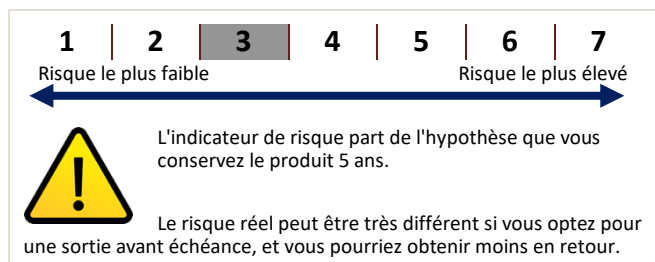 1 2 3 4 5 6 7
Risque le plus faible Risque le plus élevé
L'indicateur de risque part de l'hypothèse que vous
conservez le produit 5 ans.
Le risque réel peut être très différent si vous optez pour
une sortie avant échéance, et vous pourriez obtenir moins en retour.